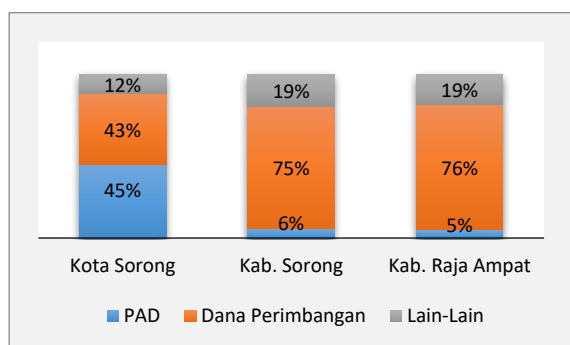 12% 19% 19%
43% 75% 76%
45% 6% 5%
Kota Sorong Kab. Sorong Kab. Raja Ampat
PAD Dana Perimbangan Lain-Lain